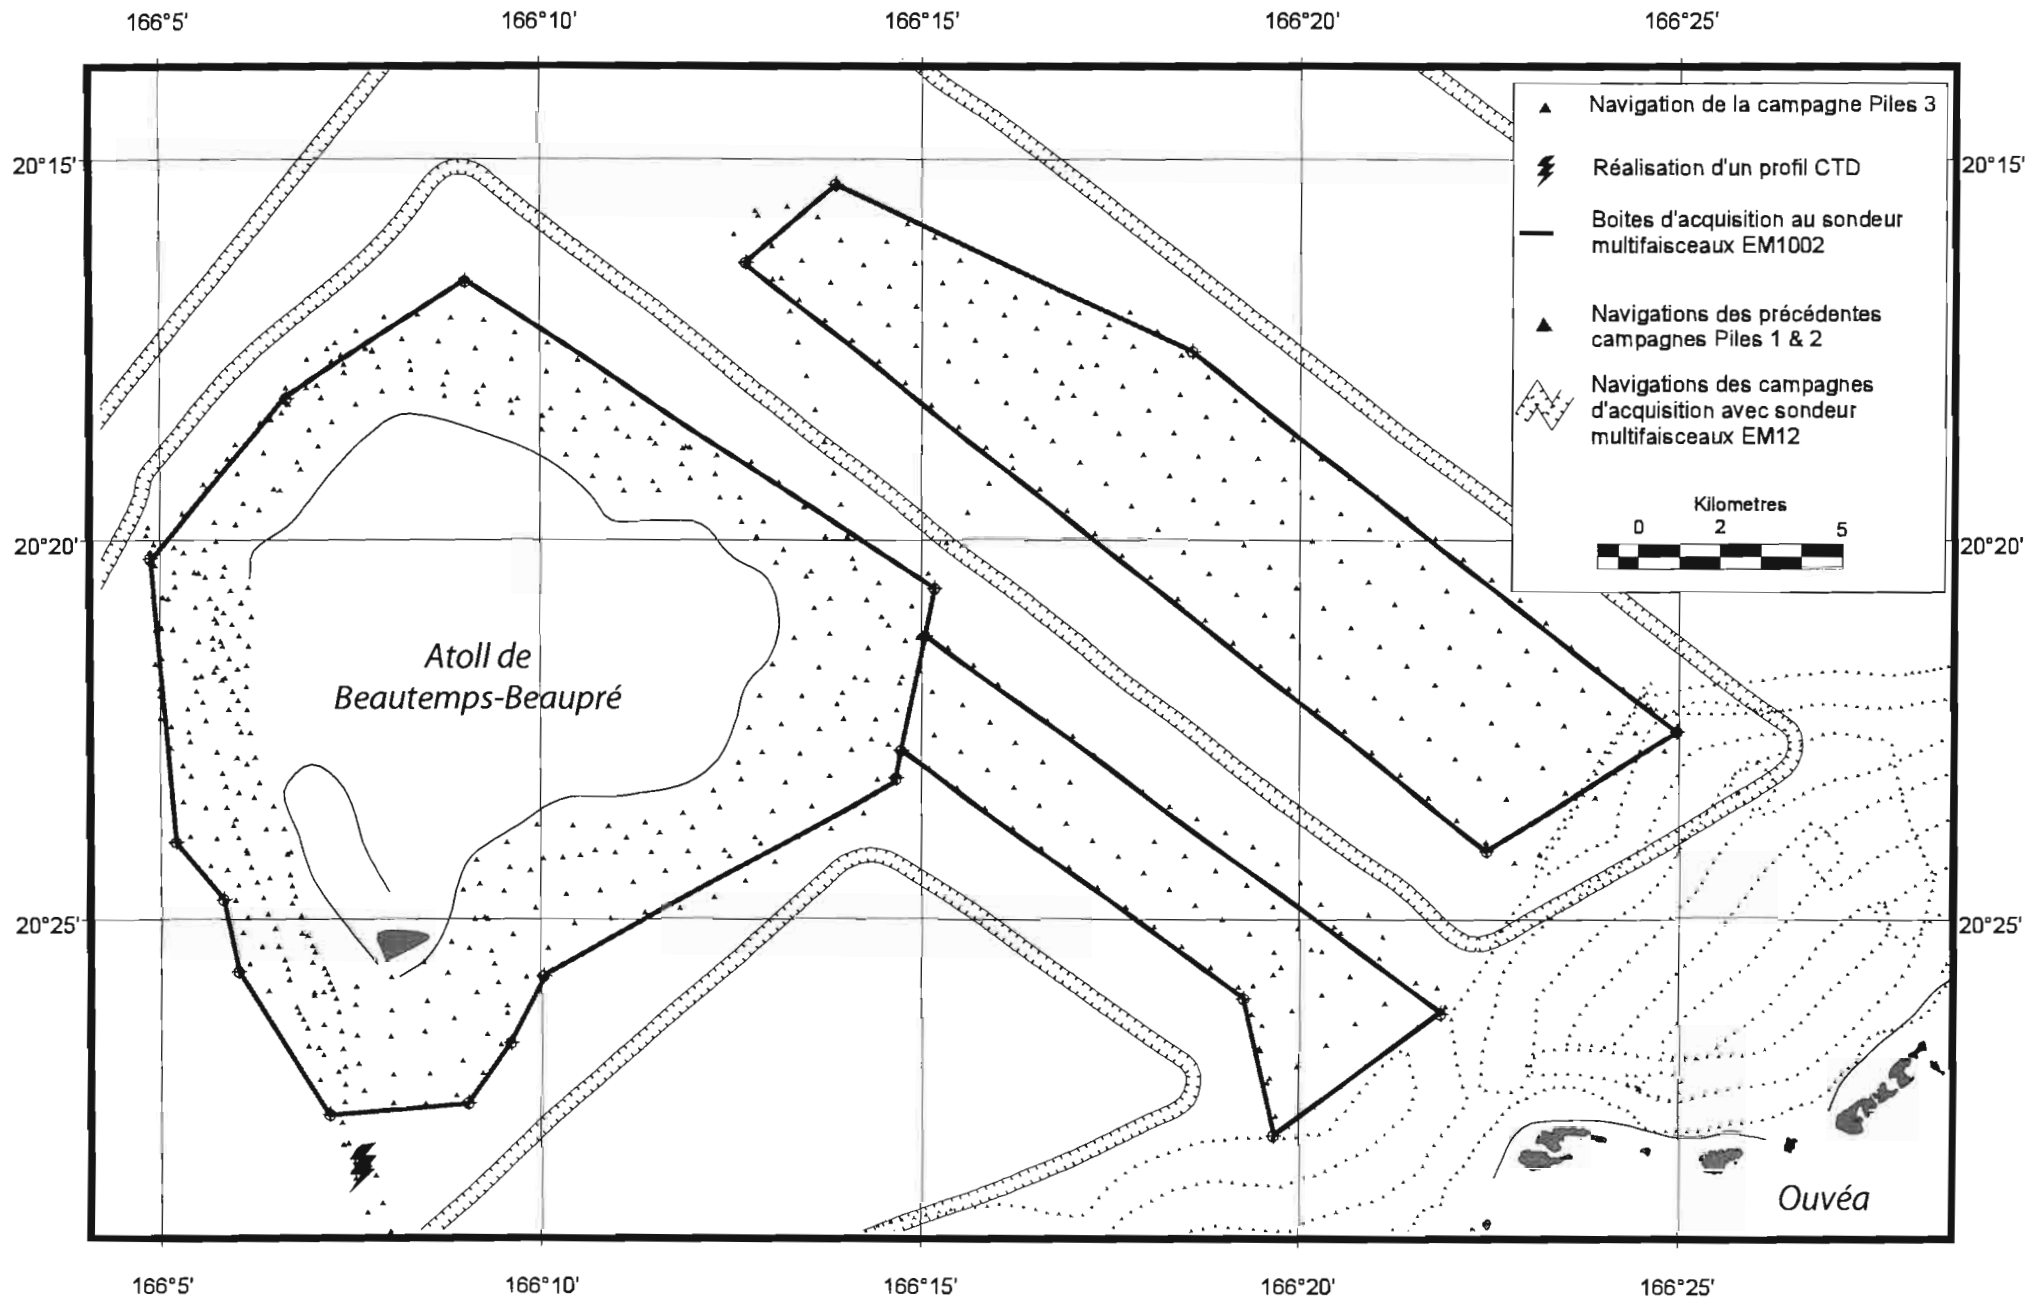 166°5' 166°10' 166°15' 166°20' 166°25'
Navigation de la campagne Piles 3
20°15' 20°15'
Réalisation d'un profil CTD
Boites d'acquisition au sondeur
multifaisceaux EM1002
Navigations des précédentes
campagnes Piles 1 & 2
Navigations des campagnes
d'acquisition avec sondeur
multifaisceaux EM12
Kilometres
0 2 5
20°20' 20°20'
Atoll de
Beautemps-Beaupré
20°25' 20°25'
Ouvéa
166°5' 166°10' 166°15' 166°20' 166°25'